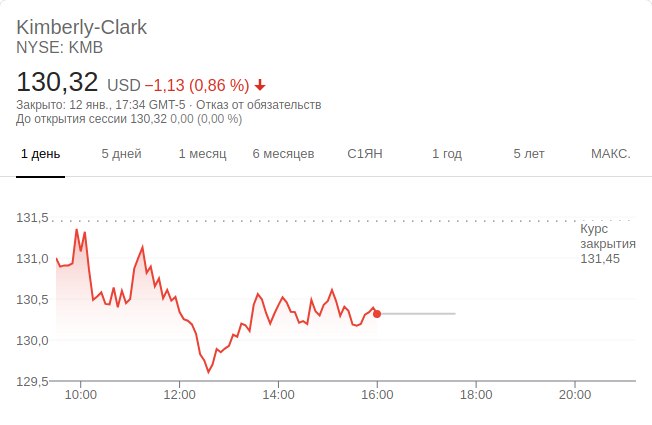 Kimberly-Clark
NYSE: KMB
130,32 USD −1,13 (0,86 %)
Закрыто: 12 янв., 17:34 GMT-5 · Отказ от обязательств
До открытия сессии 130,32 0,00 (0,00 %)
1 день 5 дней 1 месяц 6 месяцев С1ЯН 1 год 5 лет МАКС.
131,5
Курс
закрытия
131,45
131,0
130,5
130,0
129,5
10:00 12:00 14:00 16:00 18:00 20:00